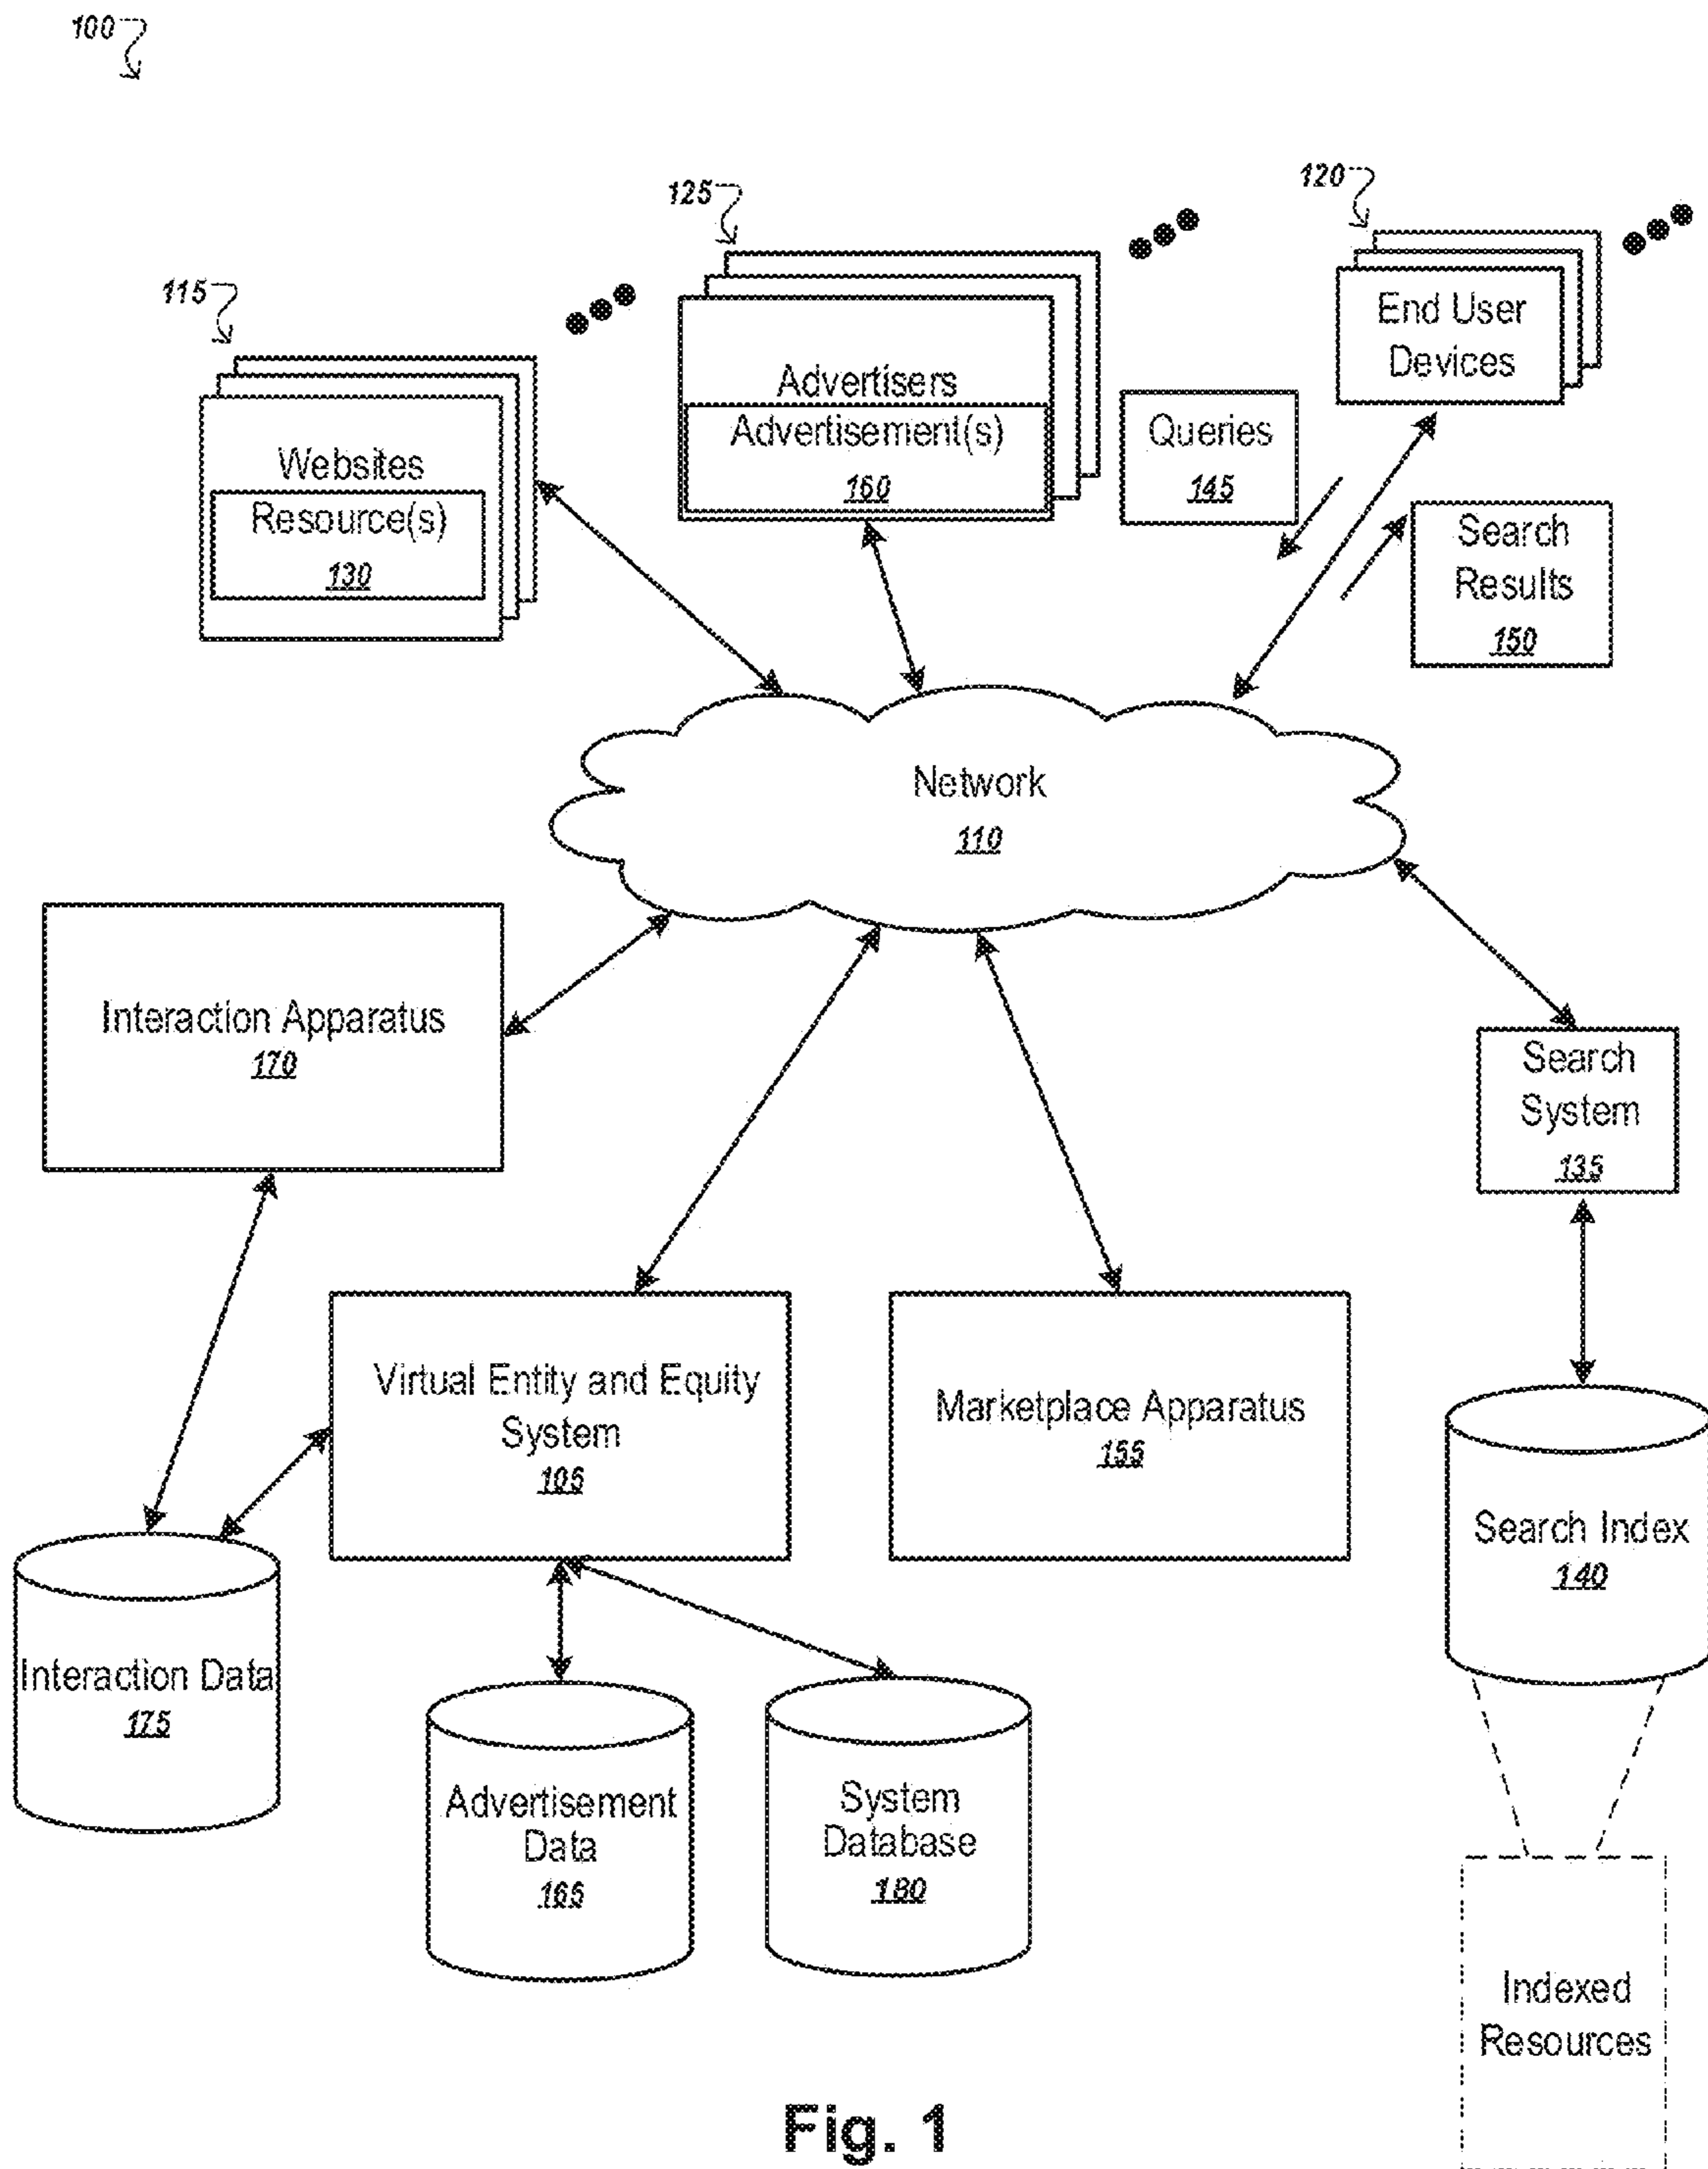 100
125
120
115
End User
Devices
Advertisers
Advertisement(s)
160
Queries
145
Websites
Resource(s)
130
Search
Results
150
Network
110
Interaction Apparatus
170
Search
System
135
Virtual Entity and Equity
System
105
Marketplace Apparatus
155
Search Index
140
Interaction Data
175
Advertisement
Data
165
System
Database
180
Indexed
Resources
Fig. 1